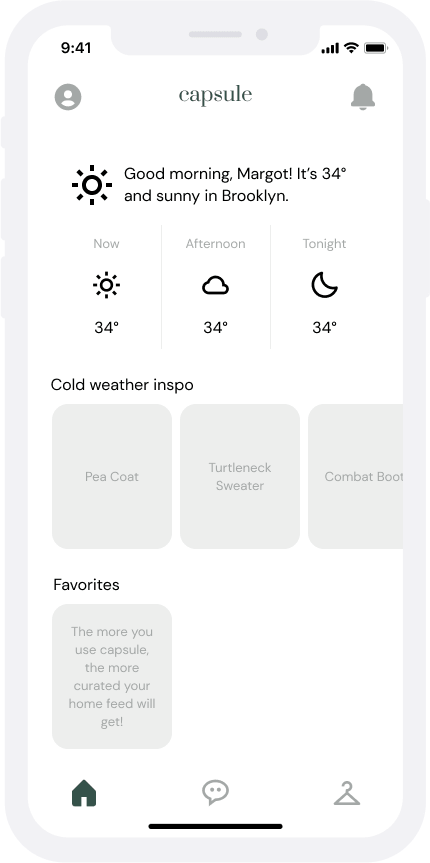 9:41
capsule
Good morning, Margot! It’s 34°
and sunny in Brooklyn.
Now Afternoon Tonight
34° 34° 34°
Cold weather inspo
Pea Coat
Turtleneck
Sweater
Combat Boot
Favorites
The more you
use capsule,
the more
curated your
home feed will
get!